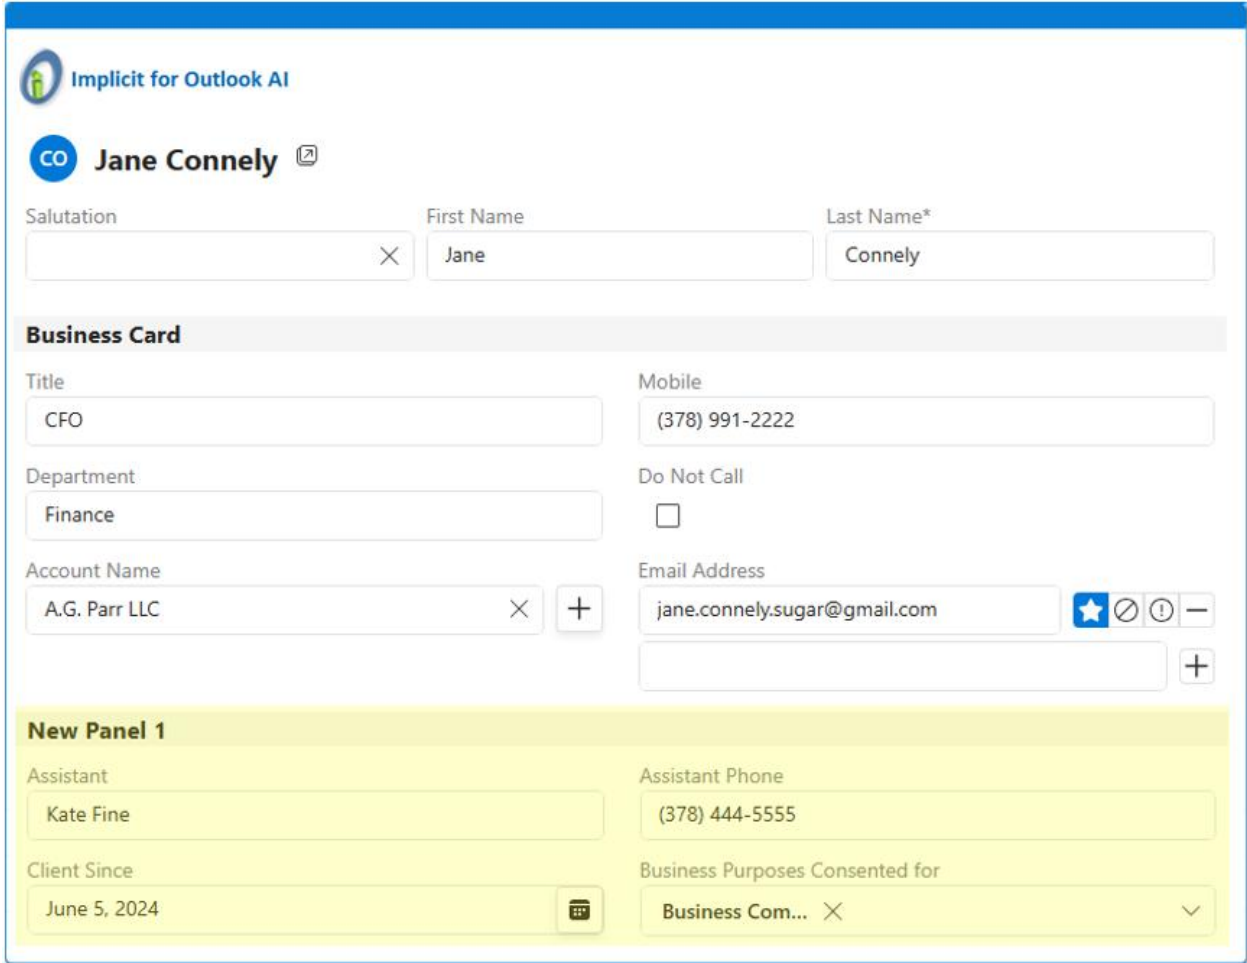 Implicit for Outlook AI
CO Jane Connely
Salutation First Name Last Name*
Jane Connely
Business Card
Title Mobile
CFO (378) 991-2222
Department Do Not Call
Finance
Account Name Email Address
A.G. Parr LLC jane.connely.sugar@gmail.com
New Panel 1
Assistant Assistant Phone
Kate Fine (378) 444-5555
Client Since Business Purposes Consented for
June 5, 2024 Business Com...